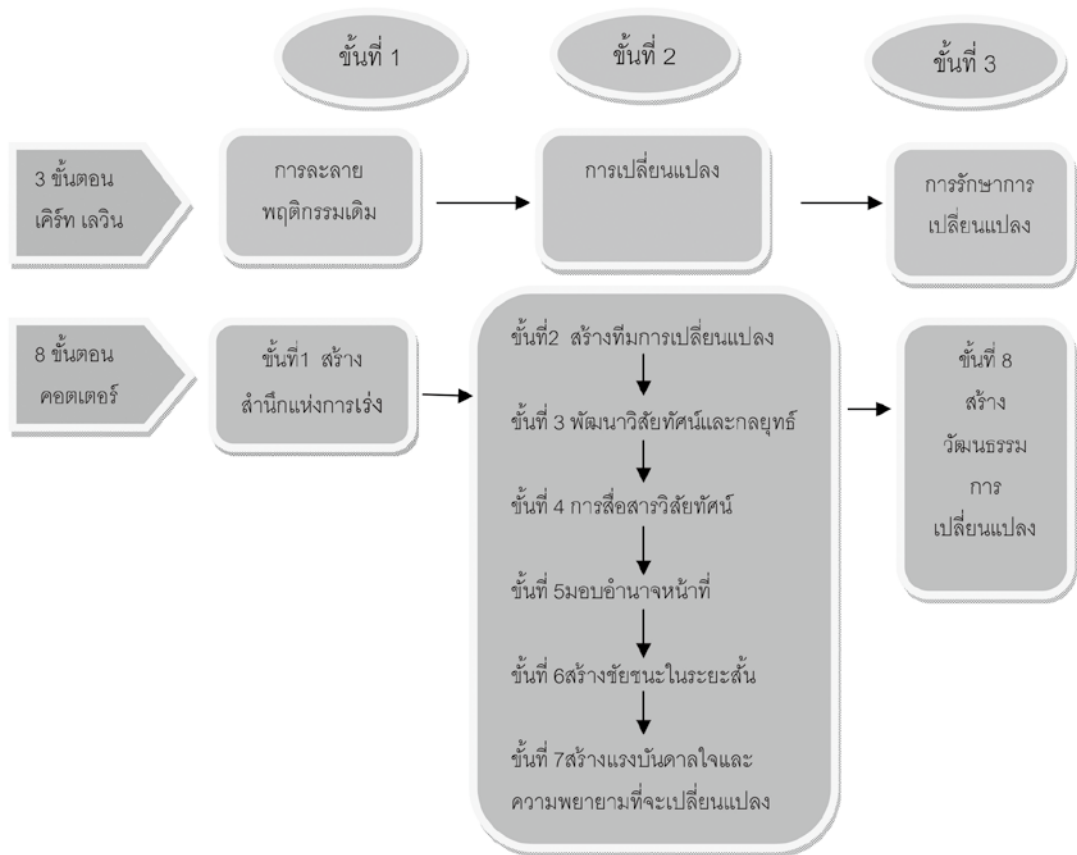 ขั้นที่ 1
ขั้นที่ 2
ขั้นที่ 3
3 ขั้นตอน
เคิร์ท เลวิน
การละลาย
พฤติกรรมเดิม
การเปลี่ยนแปลง
การรักษาการ
เปลี่ยนแปลง
8 ขั้นตอน
คอตเตอร์
ขั้นที่1 สร้าง
สำนึกแห่งการเร่ง
ขั้นที่2 สร้างทีมการเปลี่ยนแปลง
ขั้นที่ 3 พัฒนาวิสัยทัศน์และกลยุทธ์
ขั้นที่ 4 การสื่อสารวิสัยทัศน์
ขั้นที่ 5มอบอำนาจหน้าที่
ขั้นที่ 6สร้างชัยชนะในระยะสั้น
ขั้นที่ 7สร้างแรงบันดาลใจและ
ความพยายามที่จะเปลี่ยนแปลง
ขั้นที่ 8
สร้าง
วัฒนธรรม
การ
เปลี่ยนแปลง